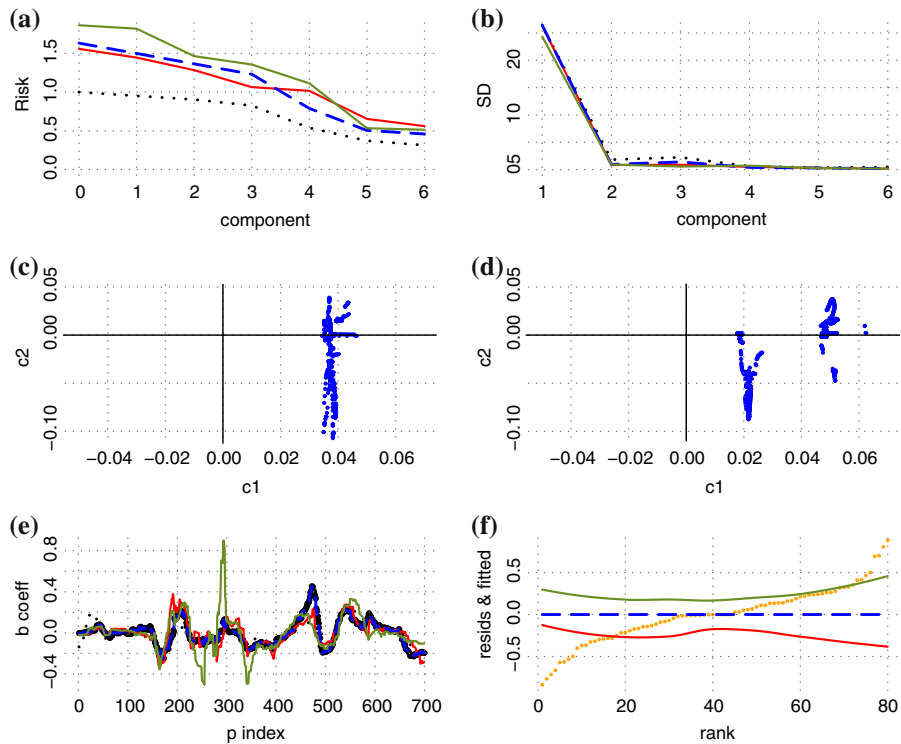 (a)
Risk
0.0 0.5 1.0 1.5
0 1 2 3 4 5 6
component
(b)
SD
05 10 20
1 2 3 4 5 6
component
(c)
c2
−0.10 0.00 0.05
−0.04 −0.02 0.00 0.02 0.04 0.06
c1
(d)
c2
−0.10 0.00 0.05
−0.04 −0.02 0.00 0.02 0.04 0.06
c1
(e)
b coeff
−0.4 0.0 0.4 0.8
0 100 200 300 400 500 600 700
p index
(f)
resids & fitted
−0.5 0.0 0.5
0 20 40 60 80
rank